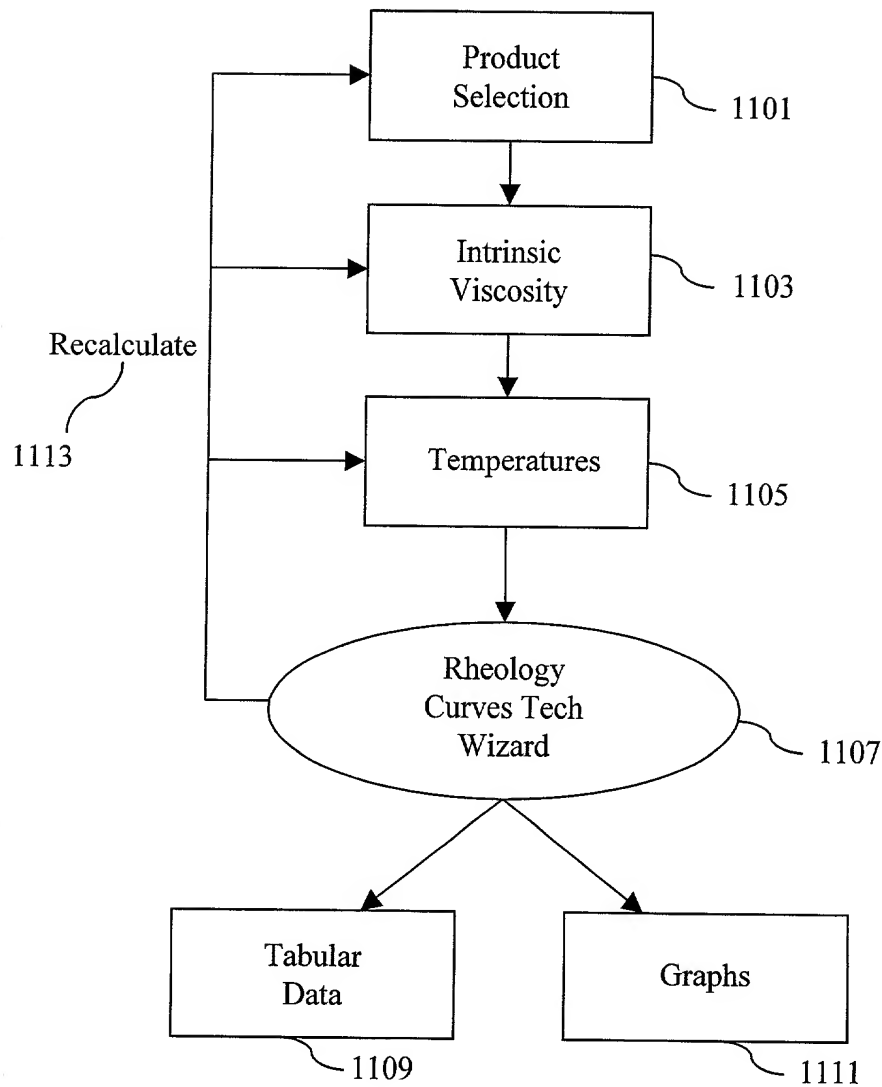 Product
Selection
1101
Intrinsic
Viscosity
1103
Recalculate
1113
Temperatures
1105
Rheology
Curves Tech
Wizard
1107
Tabular
Data
1109
Graphs
1111